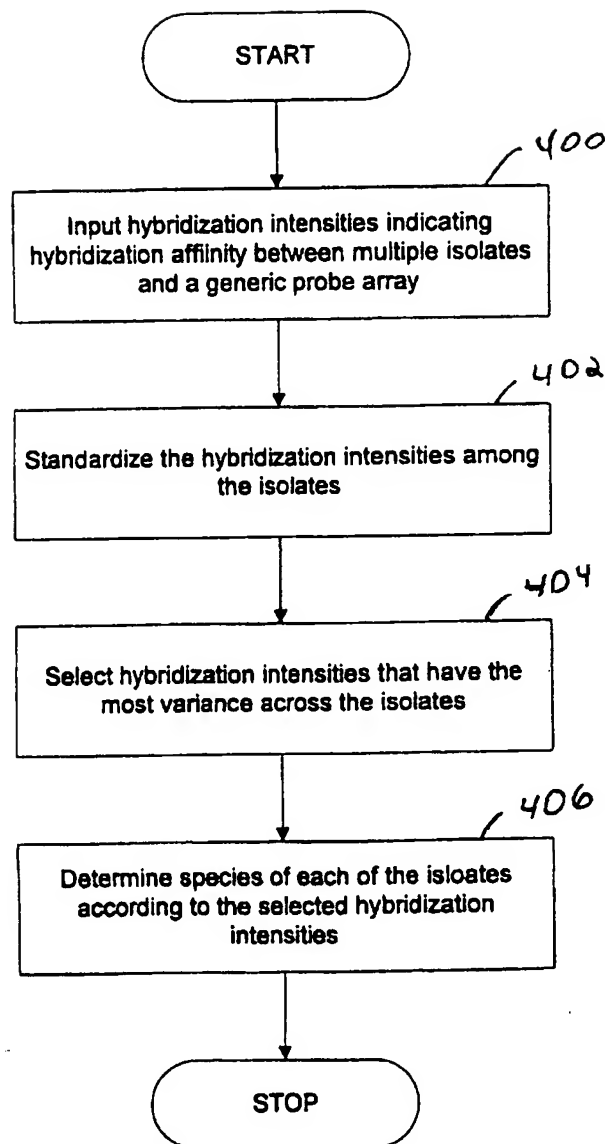 START
400
Input hybridization intensities indicating
hybridization affinity between multiple isolates
and a generic probe array
402
Standardize the hybridization intensities among
the isolates
404
Select hybridization intensities that have the
most variance across the isolates
406
Determine species of each of the isloates
according to the selected hybridization
intensities
STOP